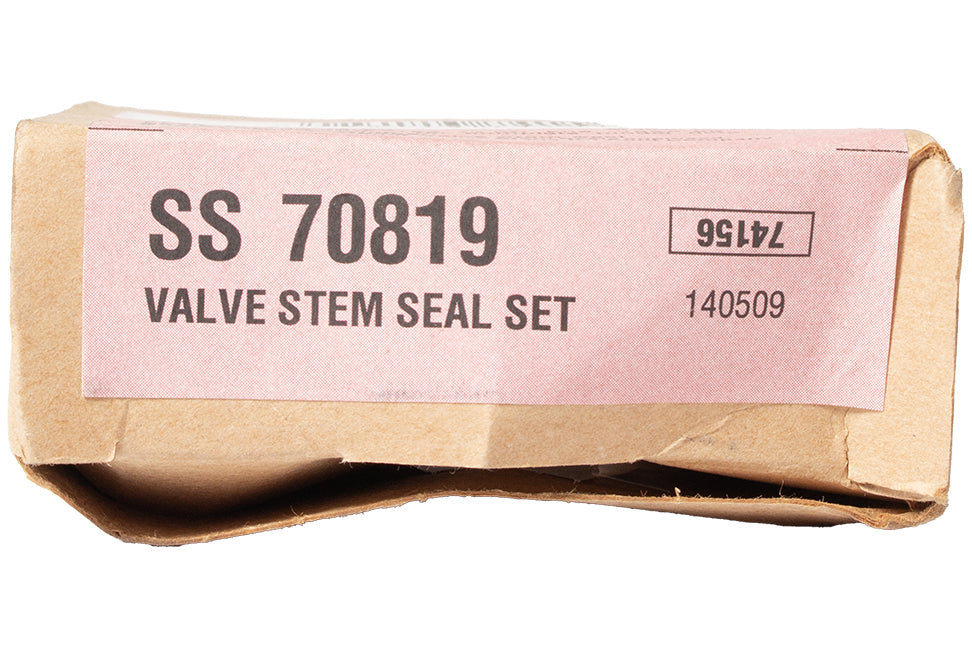 SS 70819
74156
VALVE STEM SEAL SET
140509